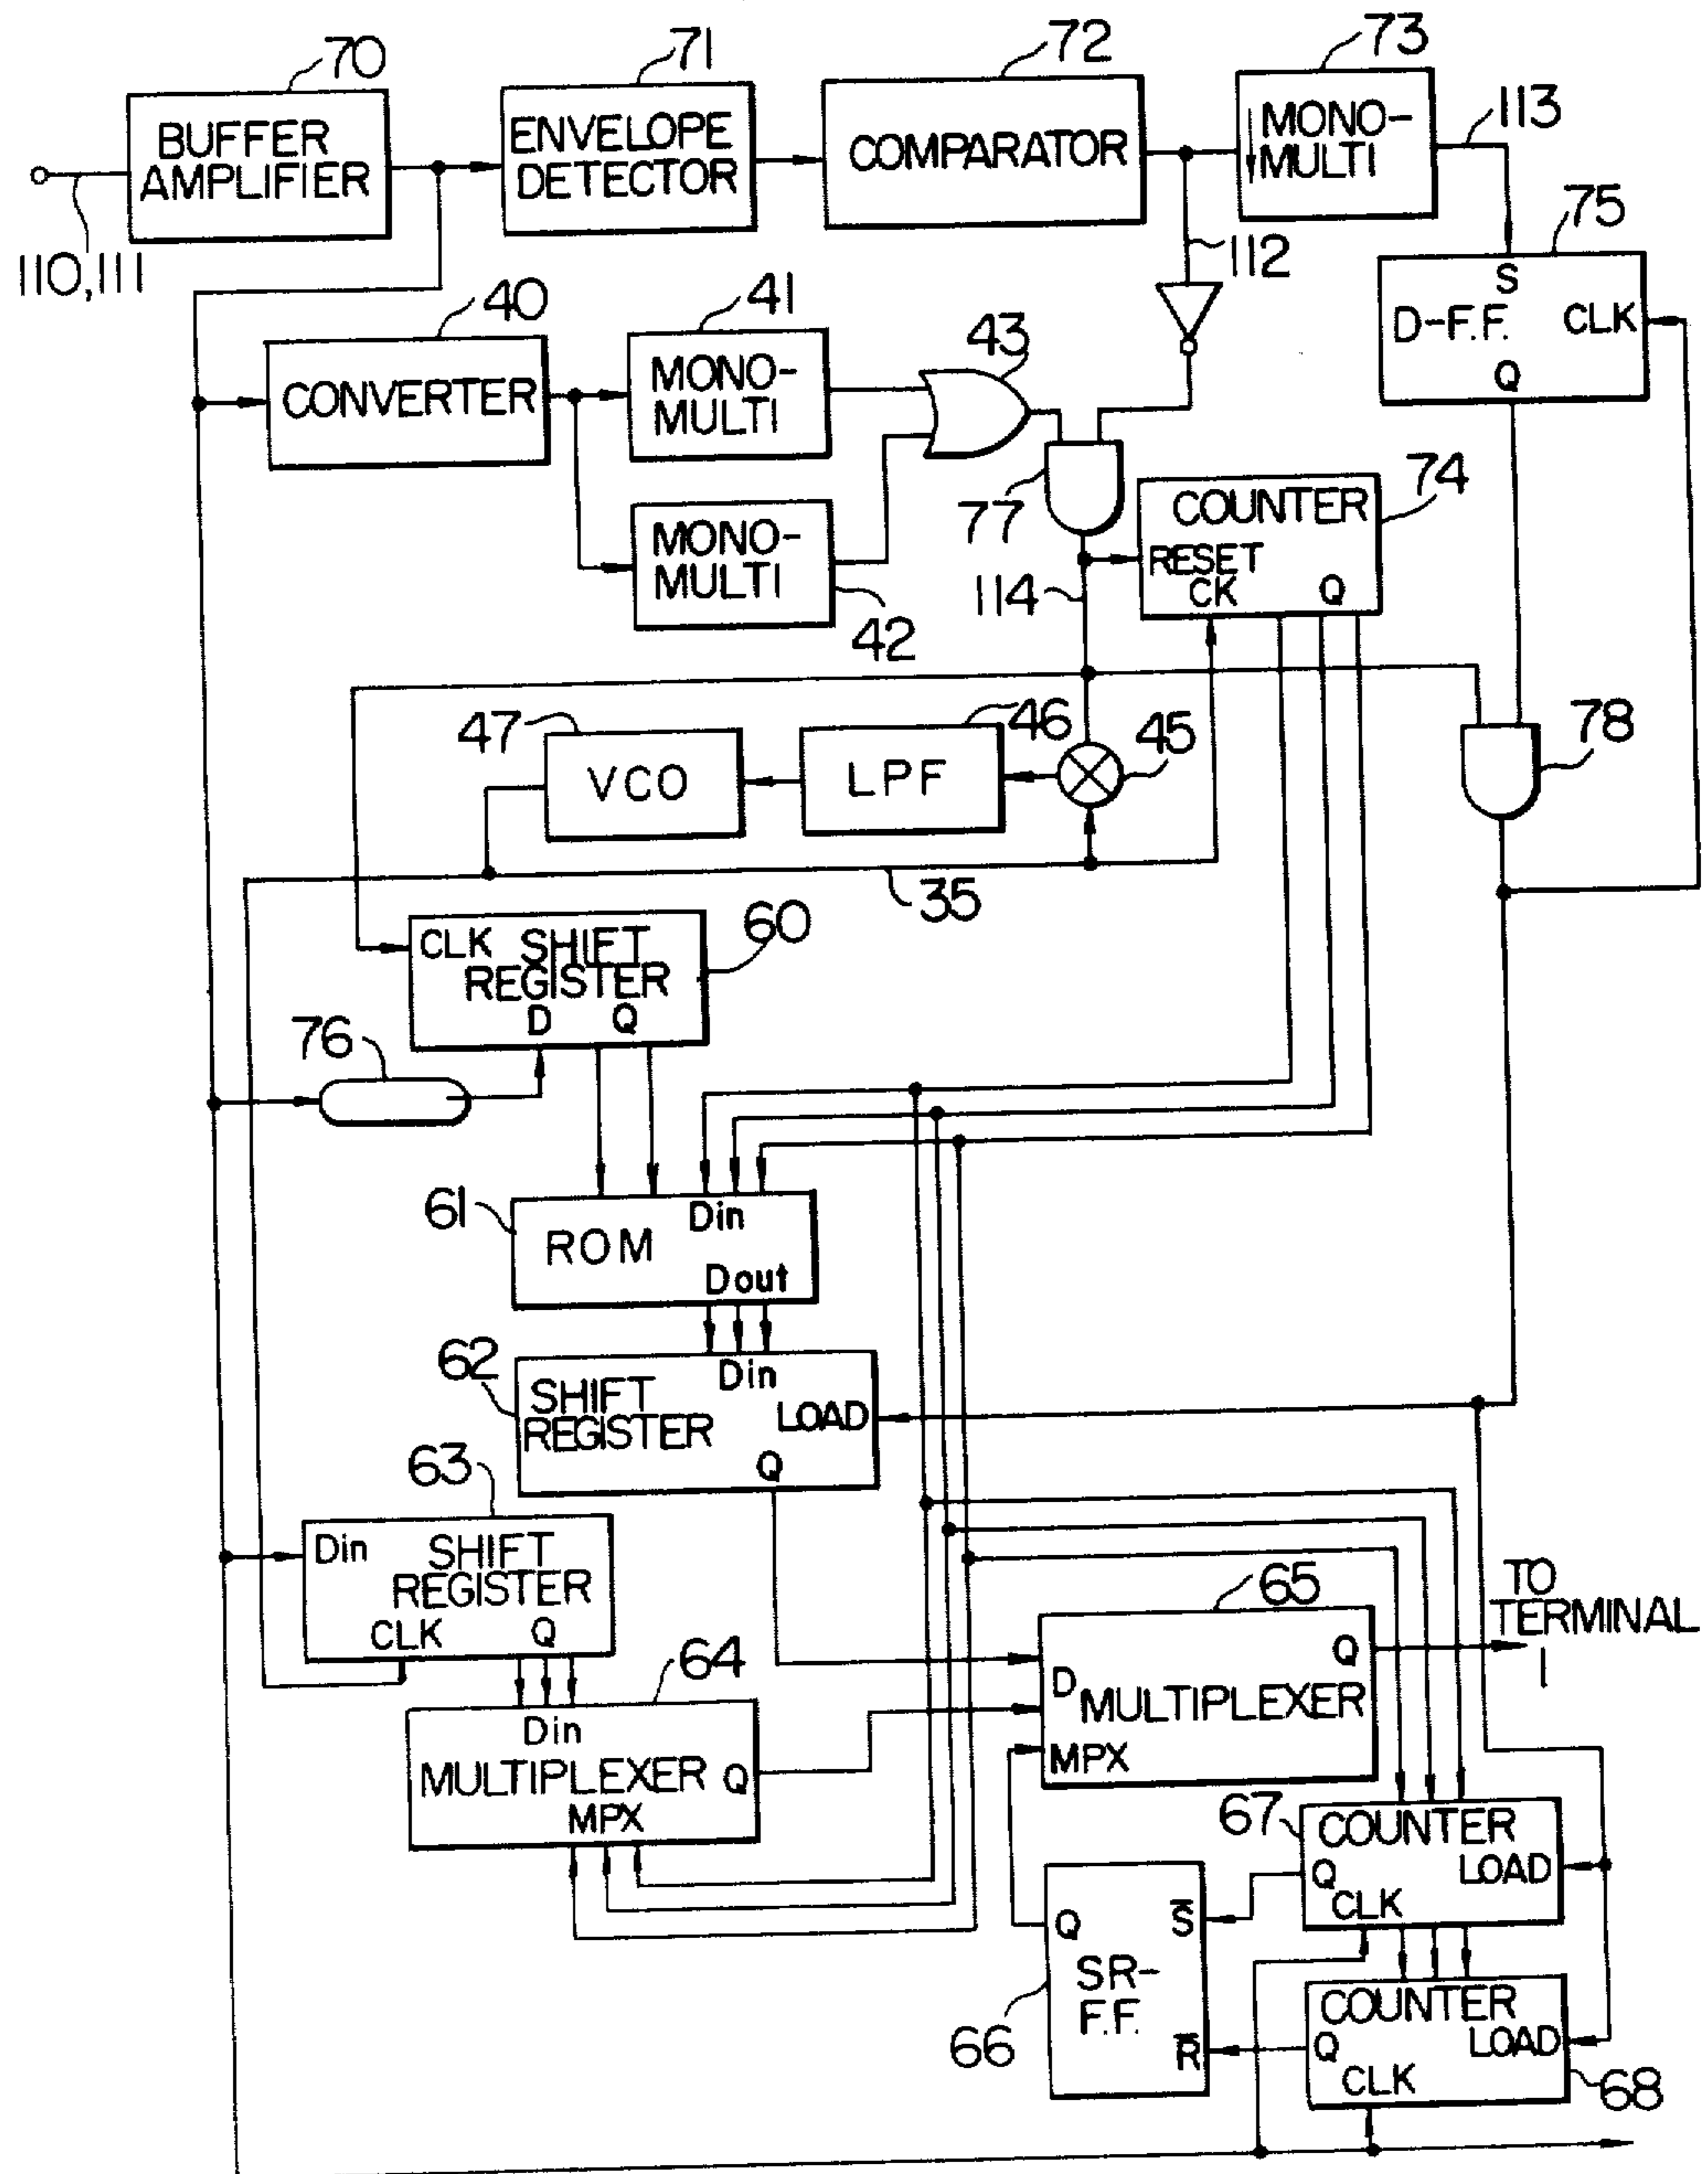 70
71
72
73
BUFFER
AMPLIFIER
ENVELOPE
DETECTOR
COMPARATOR
MONO-
MULTI
113
110,111
112
75
S
D-F.F.
CLK
Q
40
41
43
CONVERTER
MONO-
MULTI
77
74
COUNTER
RESET
CK
Q
MONO-
MULTI
42
114
47
46
45
78
VCO
LPF
35
60
CLK
SHIFT
REGISTER
D
Q
76
61
Din
ROM
Dout
62
Din
SHIFT
REGISTER
LOAD
Q
63
Din
SHIFT
REGISTER
CLK
Q
64
Din
MULTIPLEXER
Q
MPX
65
Q
D
MULTIPLEXER
MPX
TO
TERMINAL
1
67
COUNTER
Q
LOAD
CLK
66
Q
S̅
SR-
F.F.
R̅
COUNTER
Q
LOAD
CLK
68